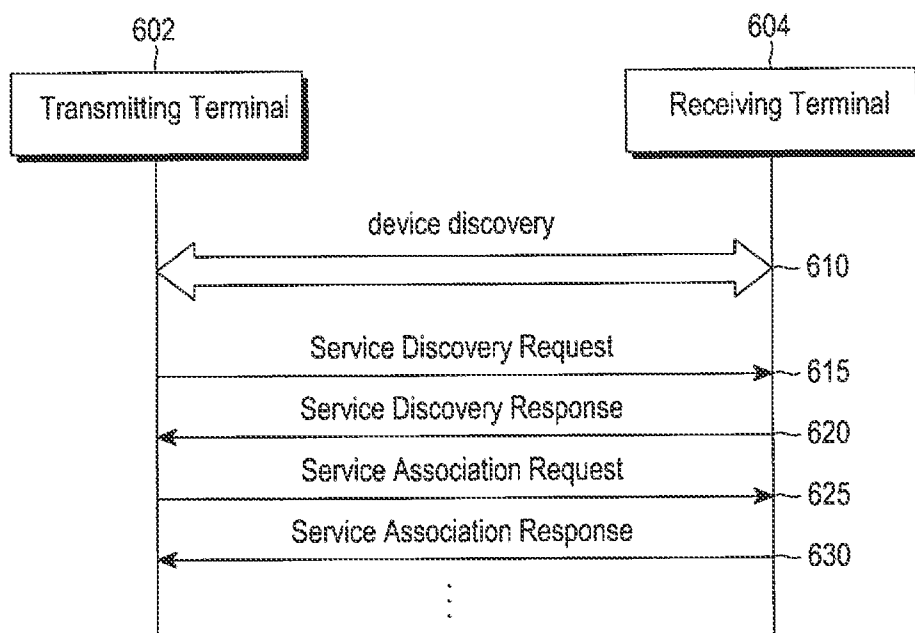 602
604
Transmitting Terminal
Receiving Terminal
device discovery
610
Service Discovery Request
615
Service Discovery Response
620
Service Association Request
625
Service Association Response
630